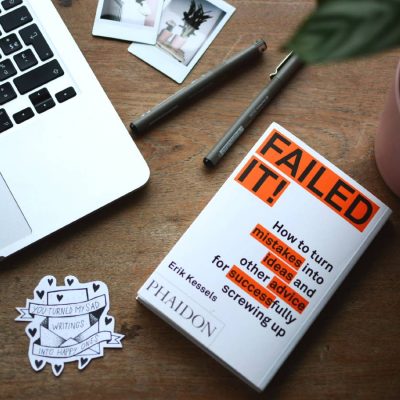 FAILED
IT!
How to turn
mistakes into
ideas and
other advice
for successfully
screwing up
Erik Kessels
PHAIDON
YOU TURNED MY SAD
WRITINGS
INTO HAPPY ONES